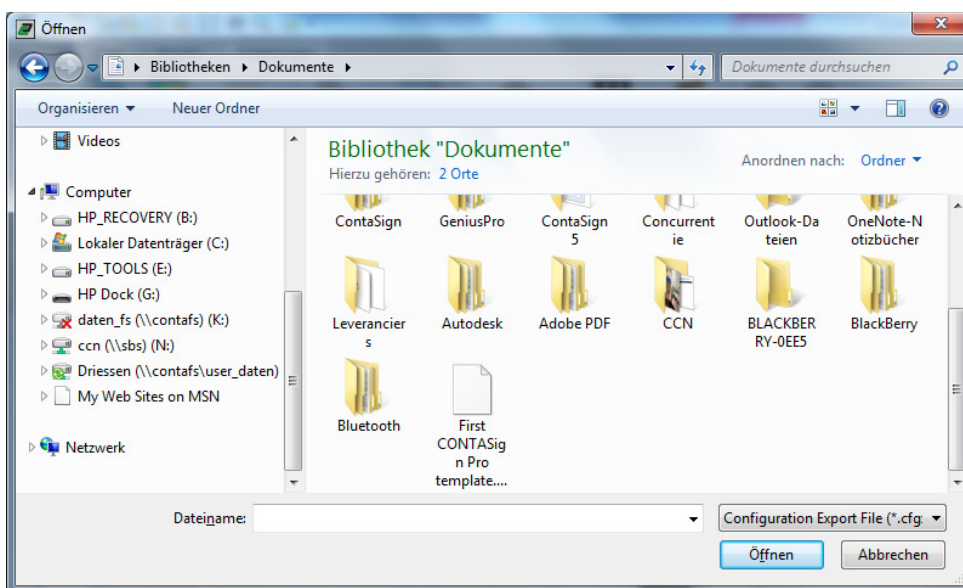 Öffnen
Bibliotheken
Dokumente
Dokumente durchsuchen
Organisieren
Neuer Ordner
Videos
Computer
HP_RECOVERY (B:)
Lokaler Datenträger (C:)
HP_TOOLS (E:)
HP Dock (G:)
daten_fs (\\contafs) (K:)
ccn (\\sbs) (N:)
Driessen (\\contafs\user_daten)
My Web Sites on MSN
Netzwerk
Bibliothek "Dokumente"
Hierzu gehören: 2 Orte
Anordnen nach: Ordner
ContaSign
GeniusPro
ContaSign
5
Concurrent
ie
Outlook-Da
teien
OneNote-N
otizbücher
Leverancier
s
Autodesk
Adobe PDF
CCN
BLACKBER
RY-0EE5
BlackBerry
Bluetooth
First
CONTASig
n Pro
template....
Dateiname:
Configuration Export File (*.cfg:
Öffnen
Abbrechen